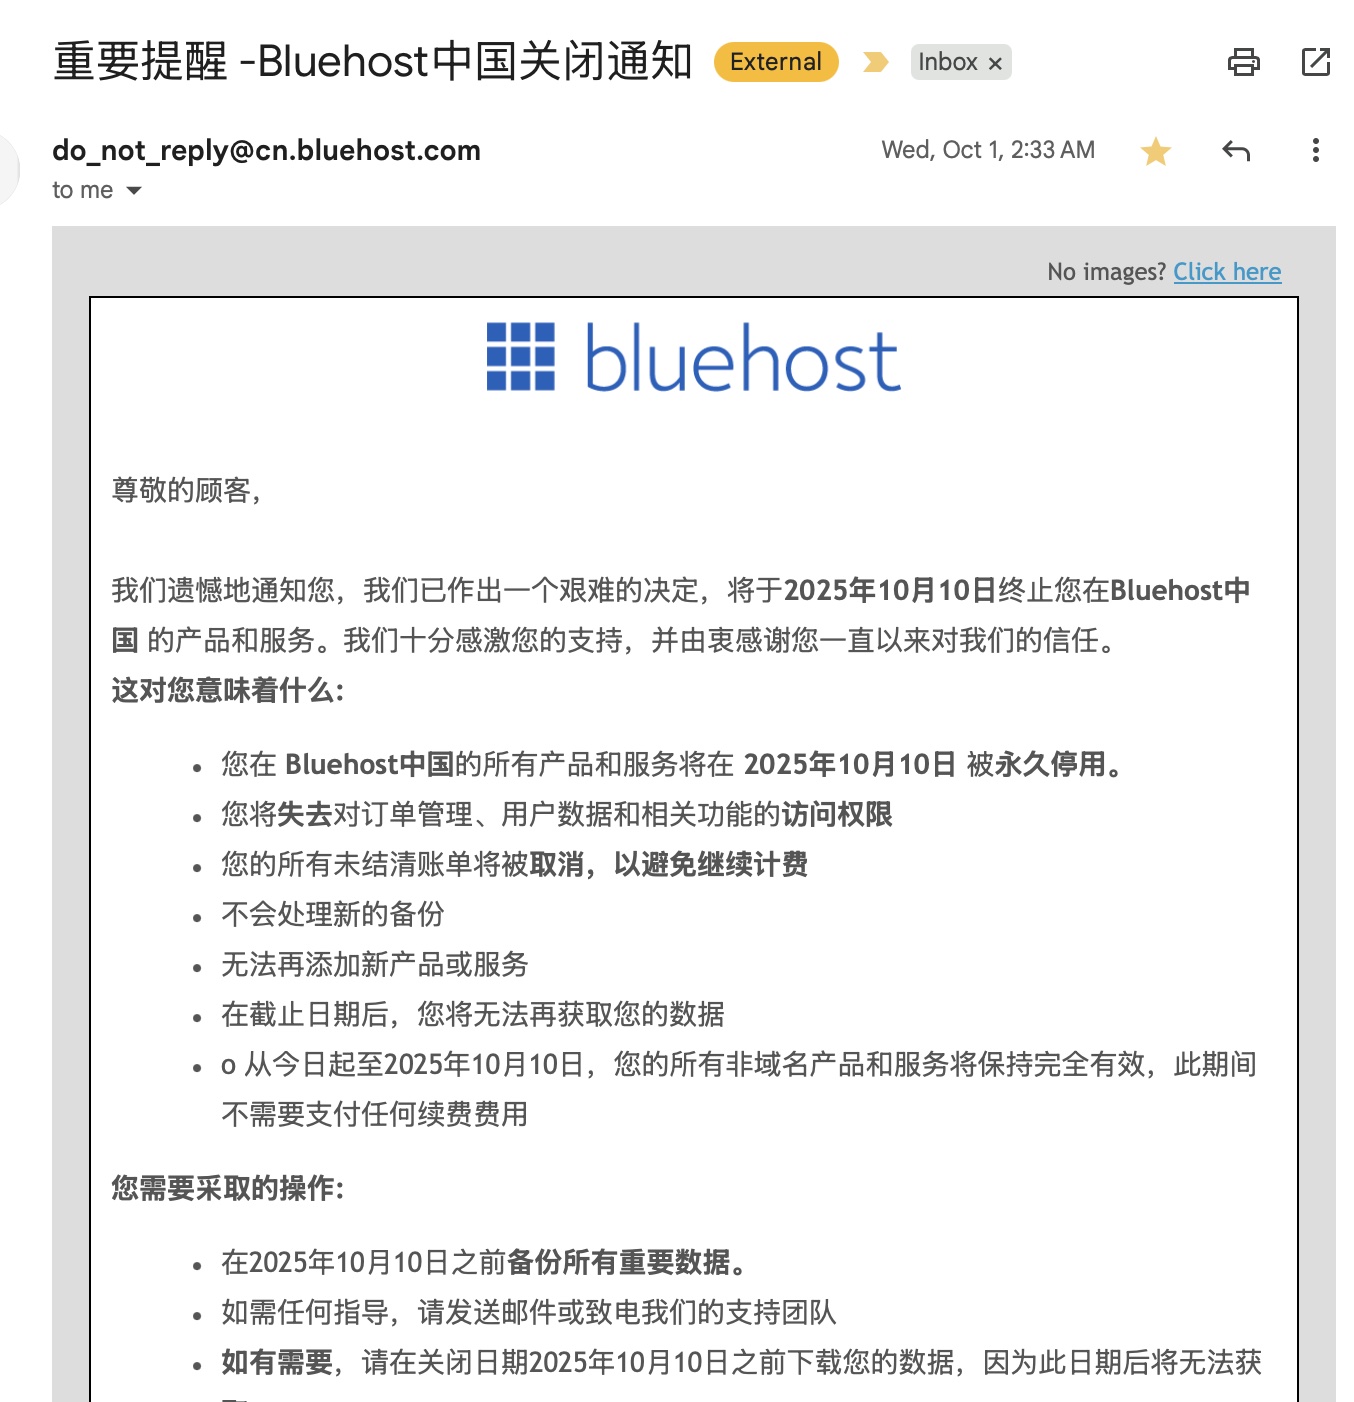 重要提醒 -Bluehost中国关闭通知 External Inbox ×
do_not_reply@cn.bluehost.com Wed, Oct 1, 2:33 AM
to me
No images? Click here
bluehost
尊敬的顾客，
我们遗憾地通知您，我们已作出一个艰难的决定，将于2025年10月10日终止您在Bluehost中
国 的产品和服务。我们十分感激您的支持，并由衷感谢您一直以来对我们的信任。
这对您意味着什么:
• 您在 Bluehost中国的所有产品和服务将在 2025年10月10日 被永久停用。
• 您将失去对订单管理、用户数据和相关功能的访问权限
• 您的所有未结清账单将被取消，以避免继续计费
• 不会处理新的备份
• 无法再添加新产品或服务
• 在截止日期后，您将无法再获取您的数据
• o 从今日起至2025年10月10日，您的所有非域名产品和服务将保持完全有效，此期间
不需要支付任何续费费用
您需要采取的操作:
• 在2025年10月10日之前备份所有重要数据。
• 如需任何指导，请发送邮件或致电我们的支持团队
• 如有需要，请在关闭日期2025年10月10日之前下载您的数据，因为此日期后将无法获